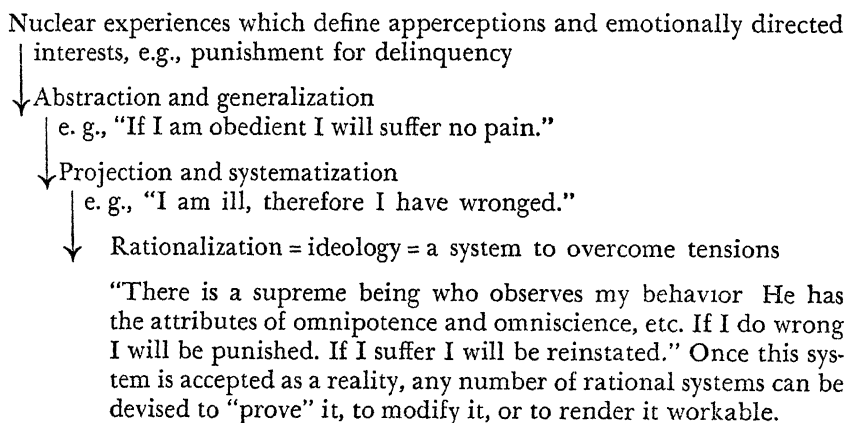 Nuclear experiences which define apperceptions and emotionally directed
interests, e.g., punishment for delinquency
Abstraction and generalization
e. g., “If I am obedient I will suffer no pain.”
Projection and systematization
e. g., “I am ill, therefore I have wronged.”
Rationalization = ideology = a system to overcome tensions
“There is a supreme being who observes my behavior He has
the attributes of omnipotence and omniscience, etc. If I do wrong
I will be punished. If I suffer I will be reinstated.” Once this sys-
tem is accepted as a reality, any number of rational systems can be
devised to “prove” it, to modify it, or to render it workable.